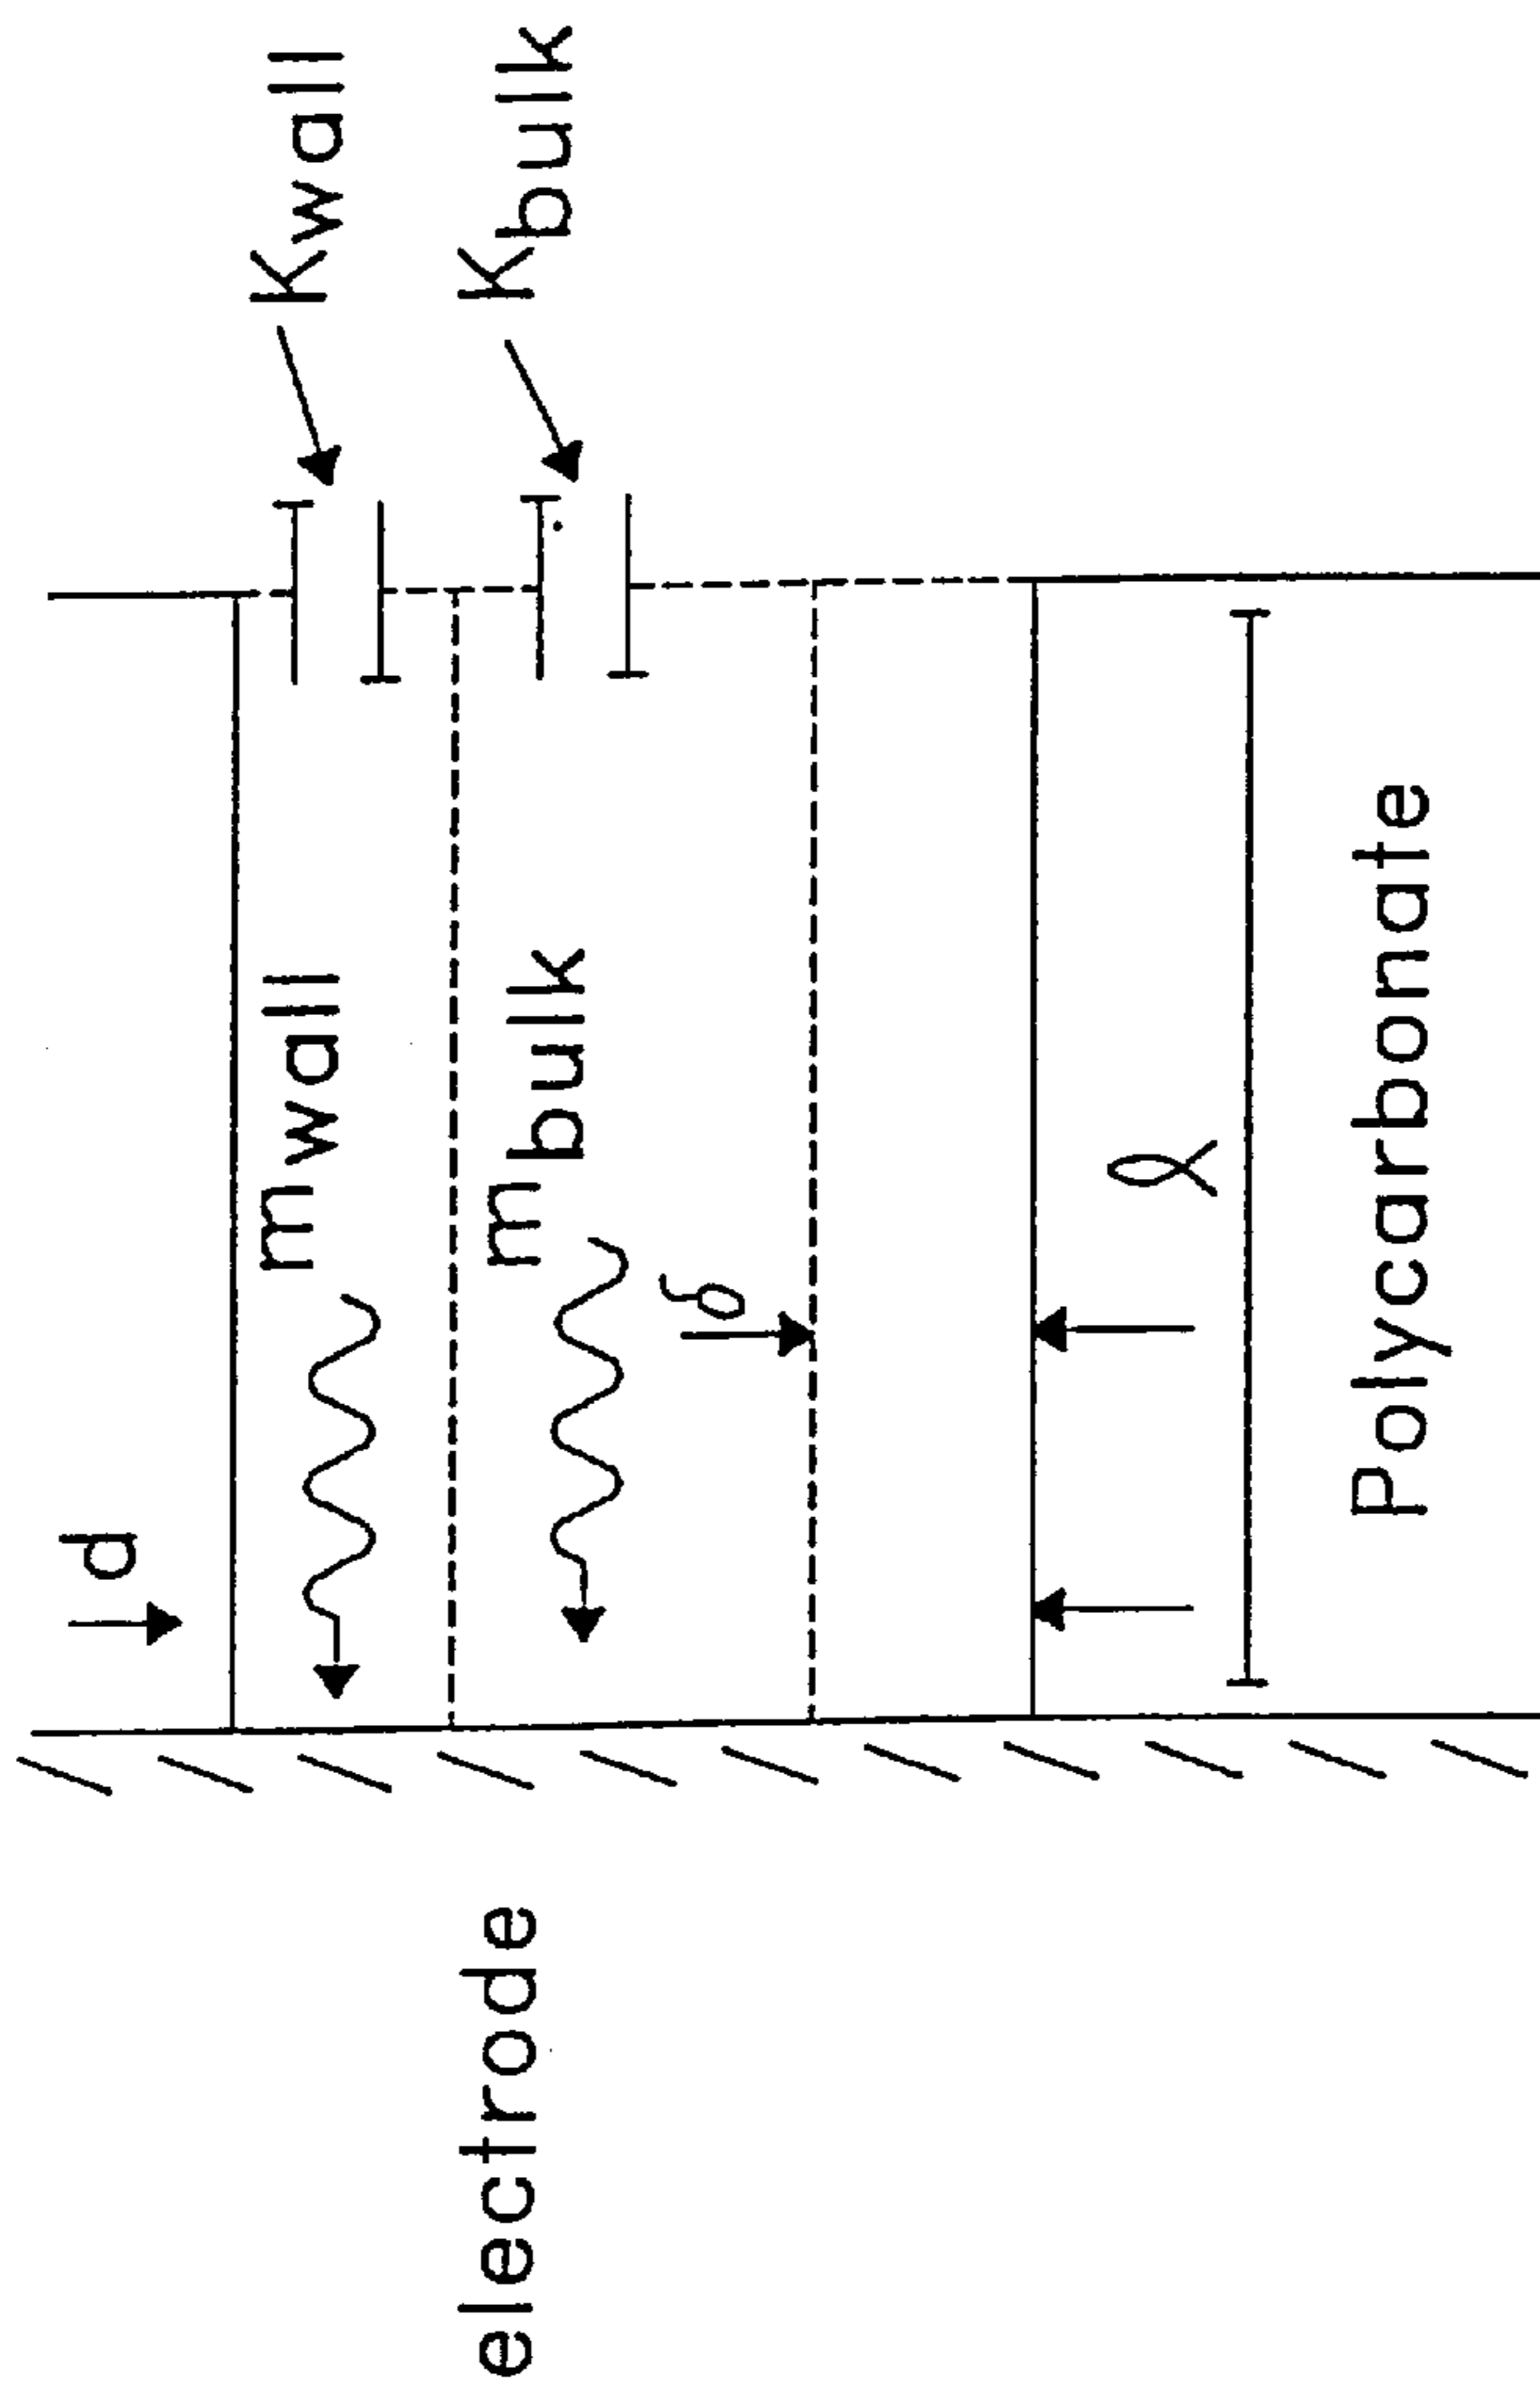 d
mwall Kwall
electrode mbulk Kbulk
δ
ℓ
Polycarbonate